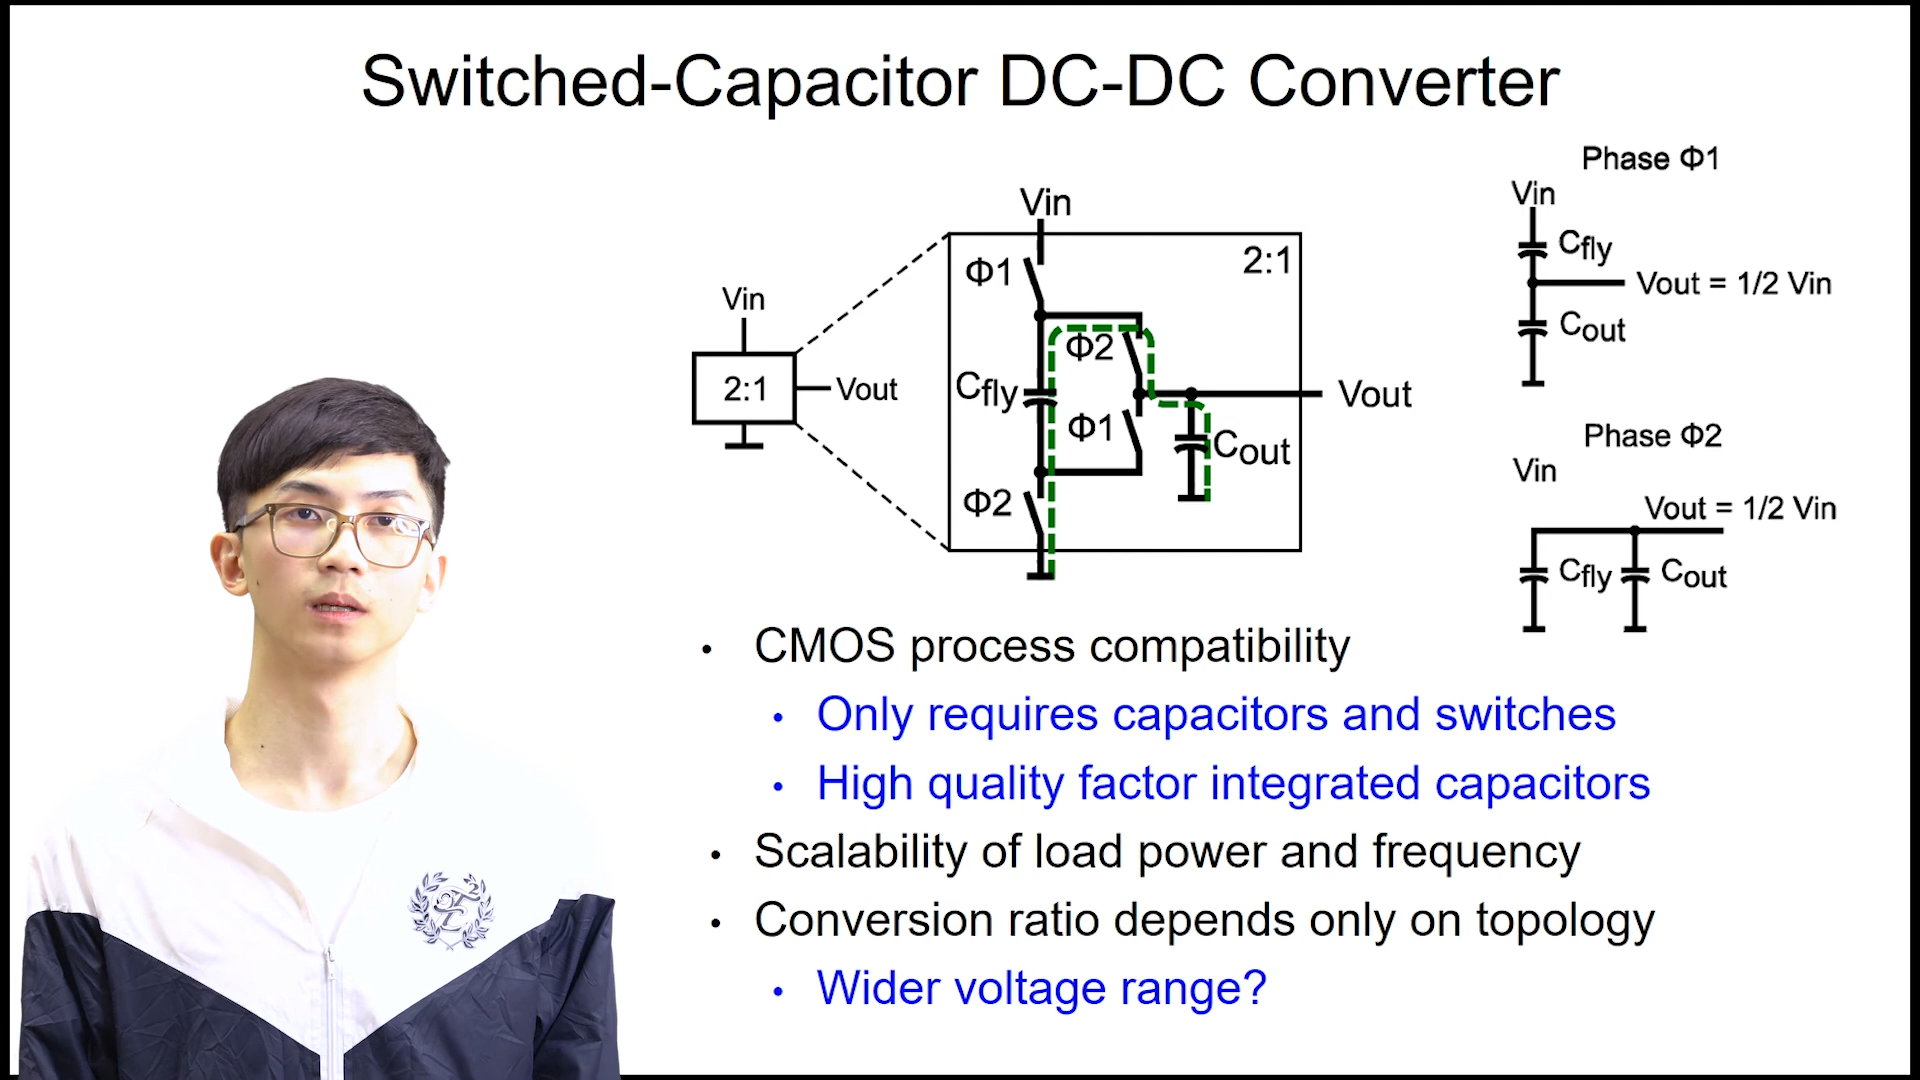 Switched-Capacitor DC-DC Converter
Vin
2:1
Vout
Vin
2:1
Φ1
Φ2
Cfly
Φ1
Φ2
Cout
Vout
Phase Φ1
Vin
Cfly
Vout = 1/2 Vin
Cout
Phase Φ2
Vin
Vout = 1/2 Vin
Cfly
Cout
• CMOS process compatibility
• Only requires capacitors and switches
• High quality factor integrated capacitors
• Scalability of load power and frequency
• Conversion ratio depends only on topology
• Wider voltage range?